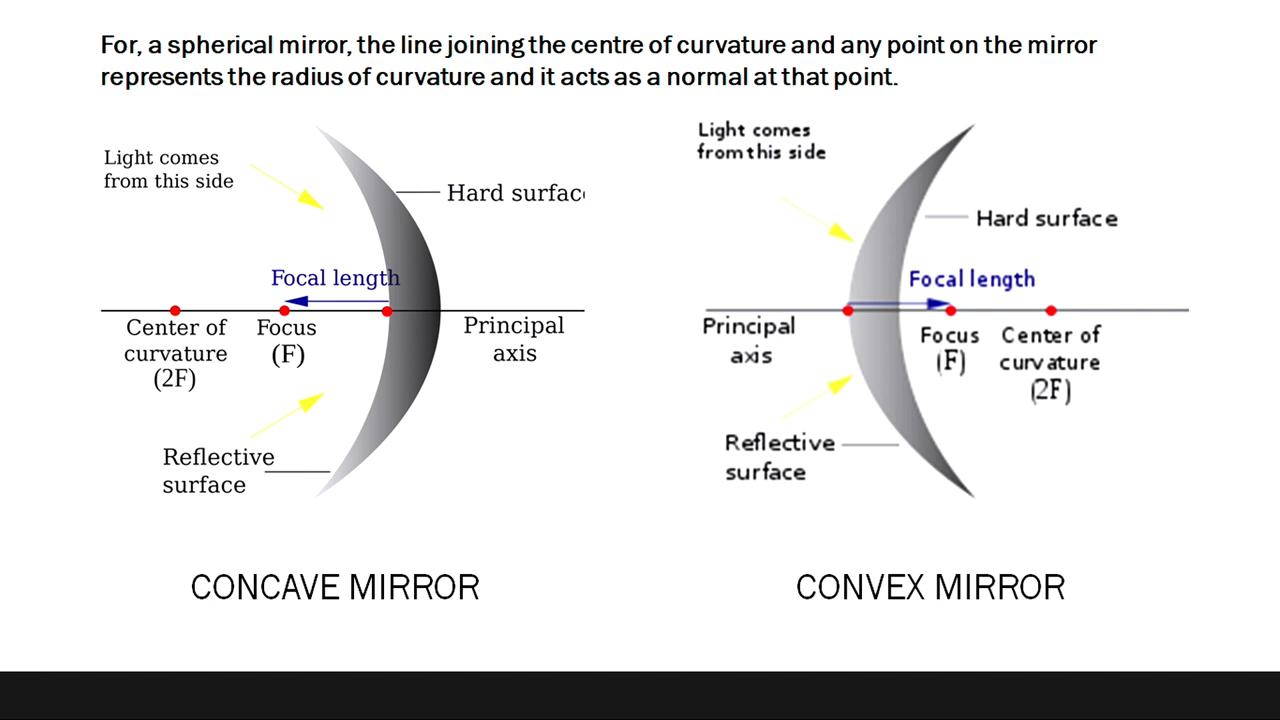 For, a spherical mirror, the line joining the centre of curvature and any point on the mirror
represents the radius of curvature and it acts as a normal at that point.
Light comes
from this side
Hard surfac
Focal length
Center of
curvature
(2F)
Focus
(F)
Principal
axis
Reflective
surface
CONCAVE MIRROR
Light comes
from this side
Hard surface
Focal length
Principal
axis
Focus
(F)
Center of
curvature
(2F)
Reflective
surface
CONVEX MIRROR